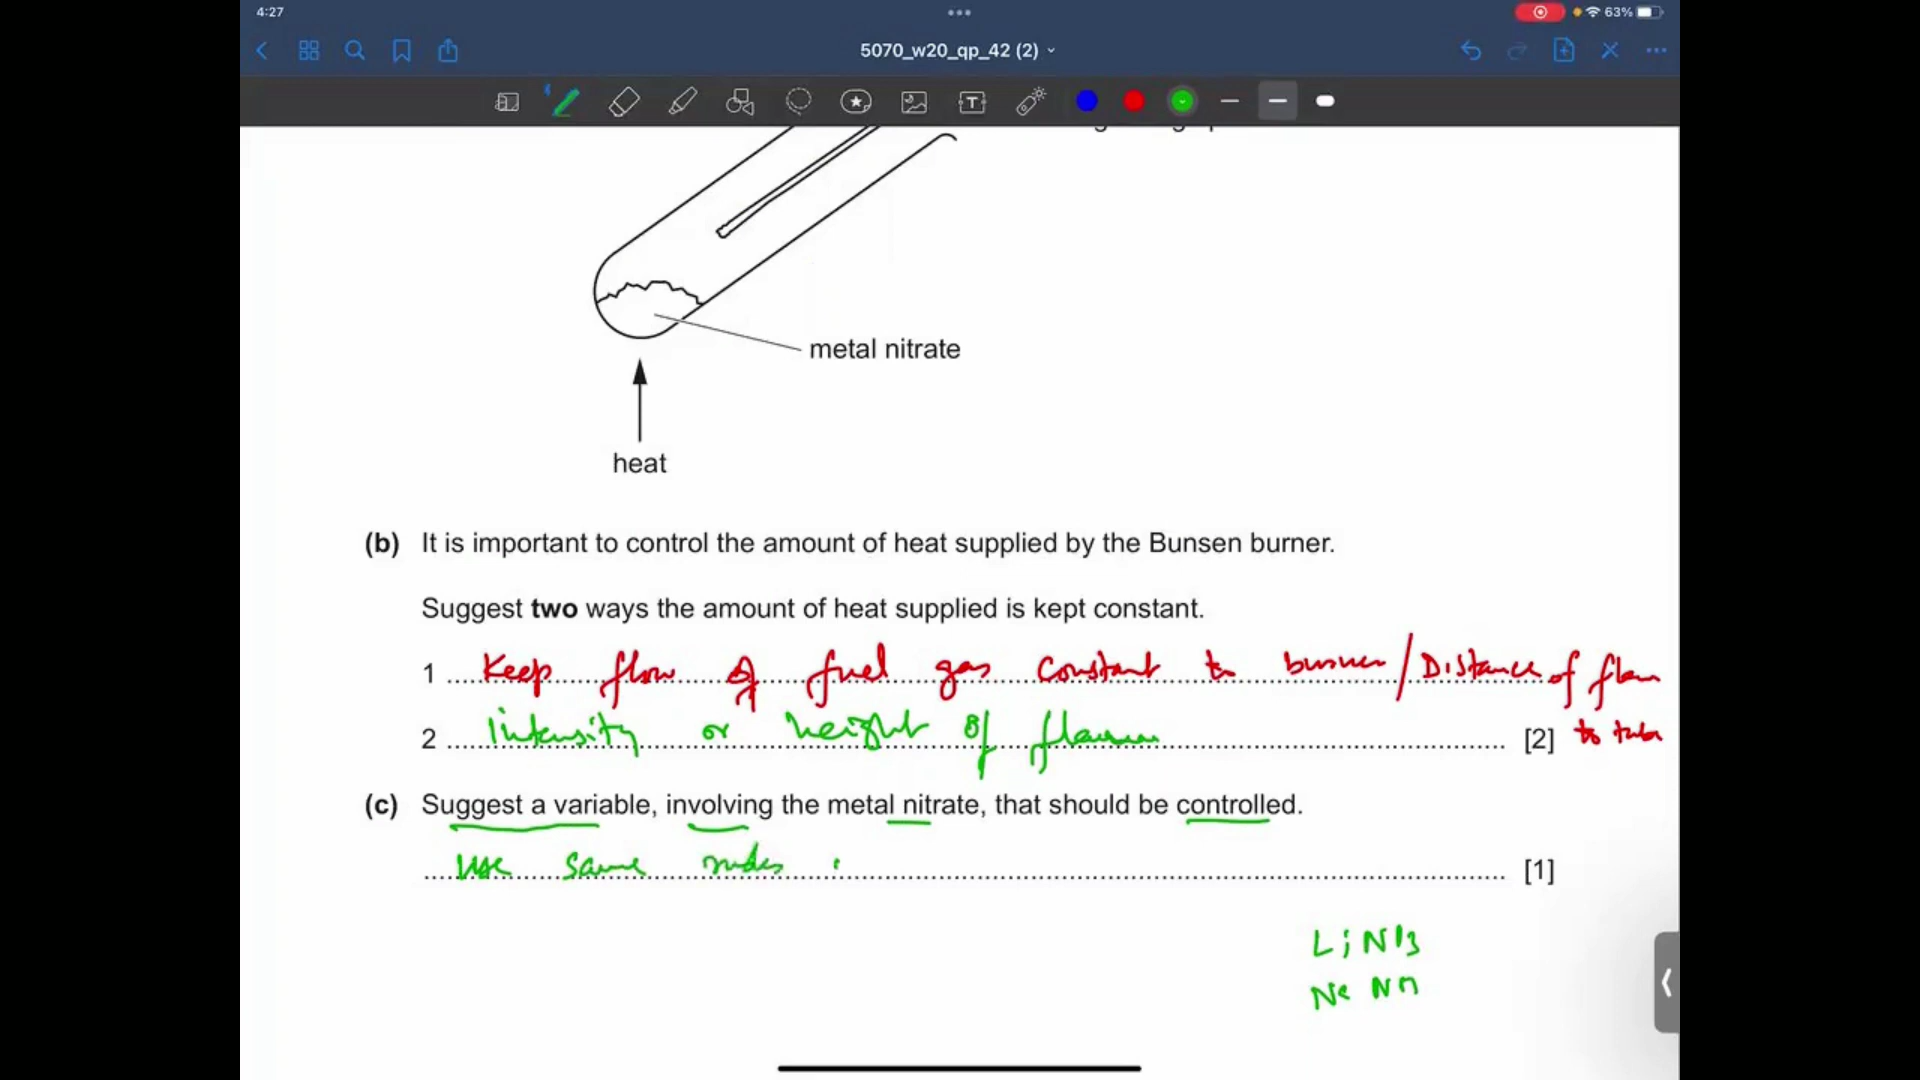 4:27
63%
5070_w20_qp_42 (2)
metal nitrate
heat
(b) It is important to control the amount of heat supplied by the Bunsen burner.
Suggest two ways the amount of heat supplied is kept constant.
1 Keep flow of fuel gas constant to burner / Distance of flam
to tube
2 intensity or height of flame [2]
(c) Suggest a variable, involving the metal nitrate, that should be controlled.
use same moles [1]